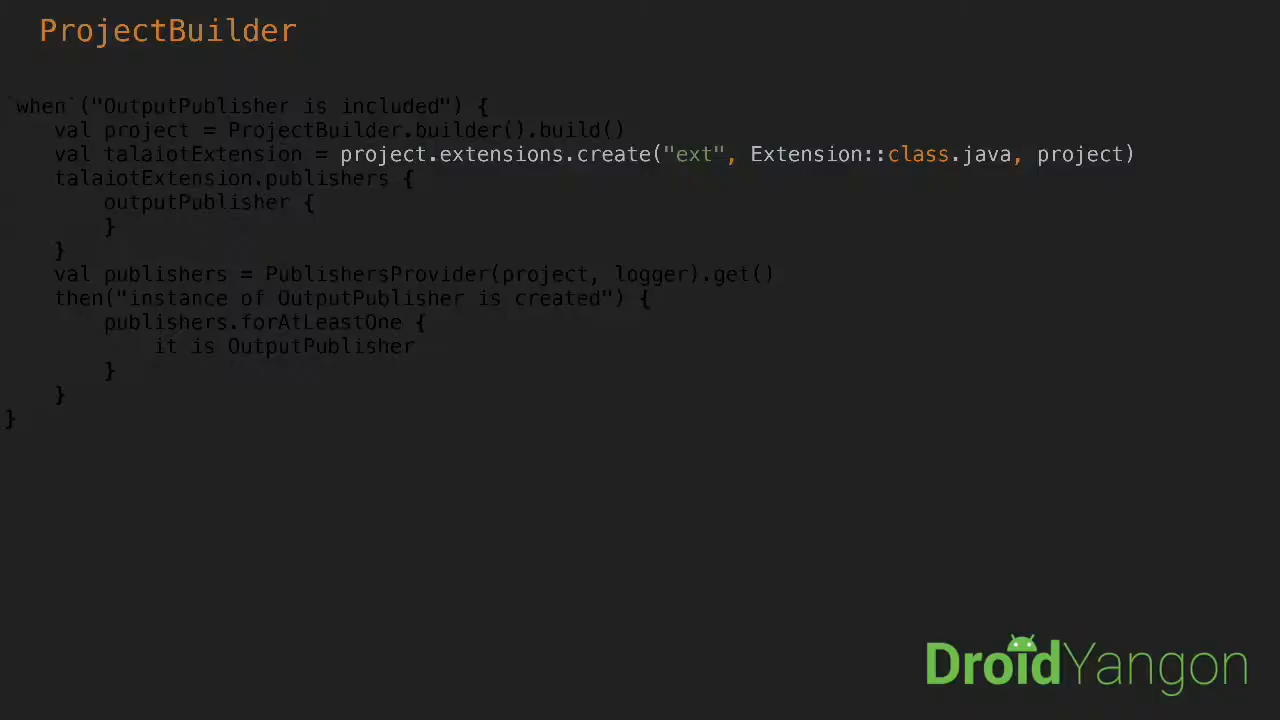 ProjectBuilder
`when`("OutputPublisher is included") {
    val project = ProjectBuilder.builder().build()
    val talaiotExtension = project.extensions.create("ext", Extension::class.java, project)
    talaiotExtension.publishers {
        outputPublisher {
        }
    }
    val publishers = PublishersProvider(project, logger).get()
    then("instance of OutputPublisher is created") {
        publishers.forAtLeastOne {
            it is OutputPublisher
        }
    }
}
DroidYangon